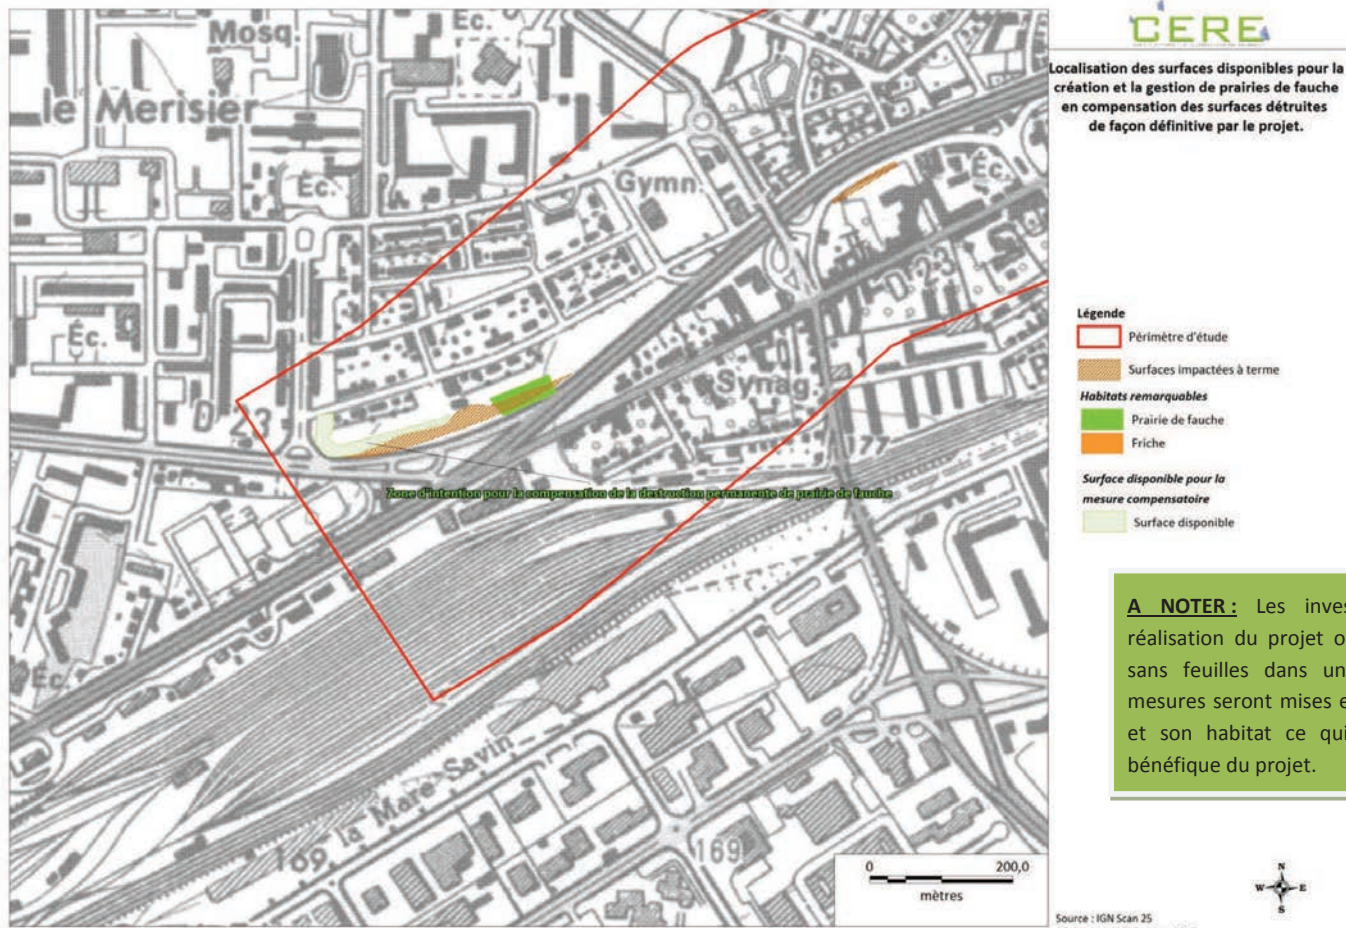 Mosq.
Éc.
le Merisier
Éc.
Gymn.
Éc.
Éc.
D 23
D 23
Synag.
77
Zone d'intention pour la compensation de la destruction permanente de prairie de fauche
Éc.
la Mare Savin
109
169
0 200,0
mètres
CERE
Localisation des surfaces disponibles pour la
création et la gestion de prairies de fauche
en compensation des surfaces détruites
de façon définitive par le projet.
Légende
Périmètre d'étude
Surfaces impactées à terme
Habitats remarquables
Prairie de fauche
Friche
Surface disponible pour la
mesure compensatoire
Surface disponible
A NOTER : Les inves
réalisation du projet o
sans feuilles dans un
mesures seront mises e
et son habitat ce qui
bénéfique du projet.
N
W E
S
Source : IGN Scan 25